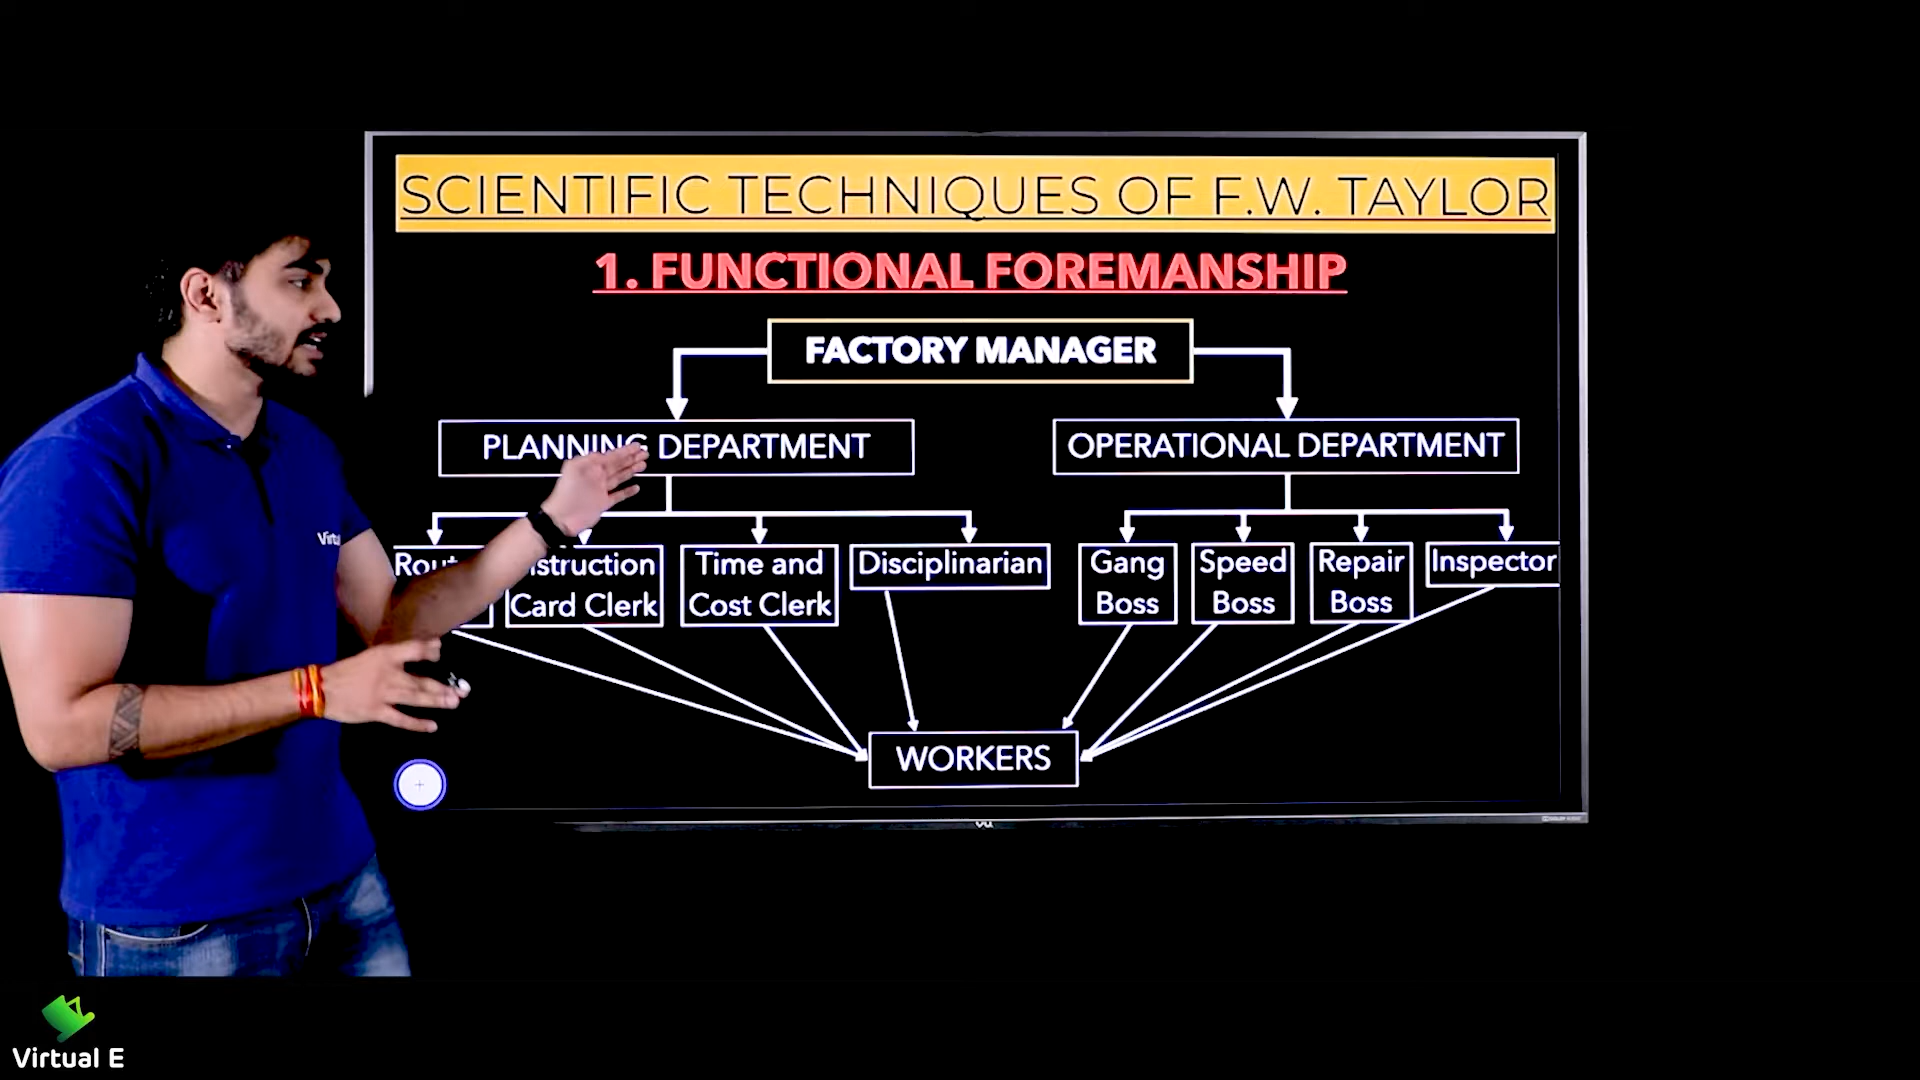 SCIENTIFIC TECHNIQUES OF F.W. TAYLOR
1. FUNCTIONAL FOREMANSHIP
FACTORY MANAGER
PLANNING DEPARTMENT
OPERATIONAL DEPARTMENT
Card Clerk
Time and
Cost Clerk
Disciplinarian
Gang
Boss
Speed
Boss
Repair
Boss
Inspector
WORKERS
Virtual E